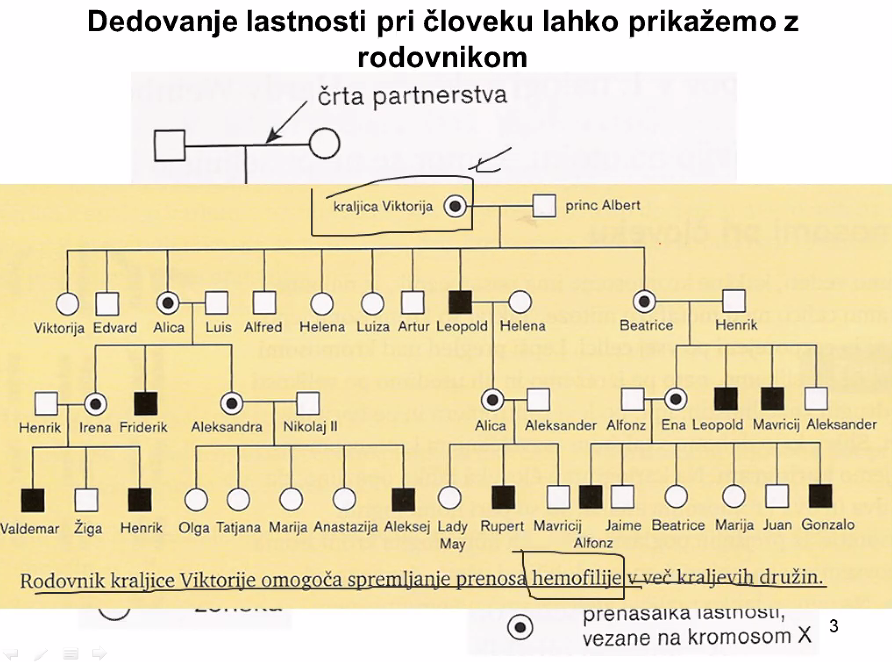 Dedovanje lastnosti pri človeku lahko prikažemo z
rodovnikom
črta partnerstva
kraljica Viktorija princ Albert
Viktorija Edvard Alica Luis Alfred Helena Luiza Artur Leopold Helena Beatrice Henrik
Henrik Irena Friderik Aleksandra Nikolaj II Alica Aleksander Alfonz Ena Leopold Mavricij Aleksander
Valdemar Žiga Henrik Olga Tatjana Marija Anastazija Aleksej Lady May Rupert Mavricij Alfonz Jaime Beatrice Marija Juan Gonzalo
Rodovnik kraljice Viktorije omogoča spremljanje prenosa hemofilije v več kraljevih družin.
prenašalka lastnosti,
vezane na kromosom X
3